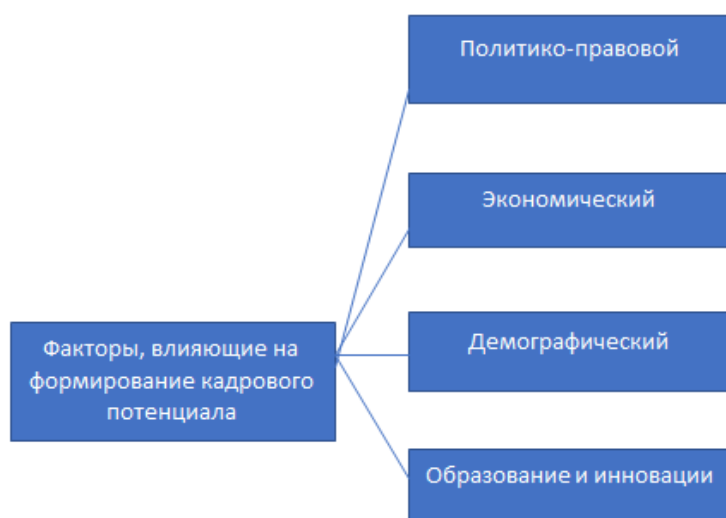 Политико-правовой
Экономический
Факторы, влияющие на
формирование кадрового
потенциала
Демографический
Образование и инновации